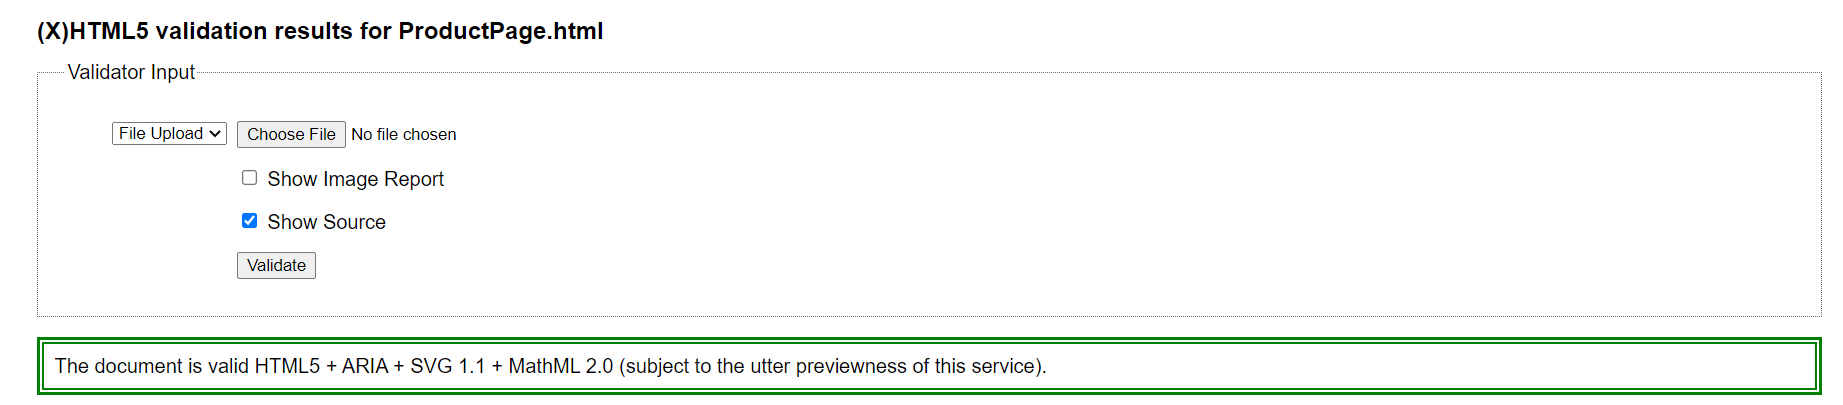 (X)HTML5 validation results for ProductPage.html
Validator Input
File Upload Choose File No file chosen
Show Image Report
Show Source
Validate
The document is valid HTML5 + ARIA + SVG 1.1 + MathML 2.0 (subject to the utter previewness of this service).